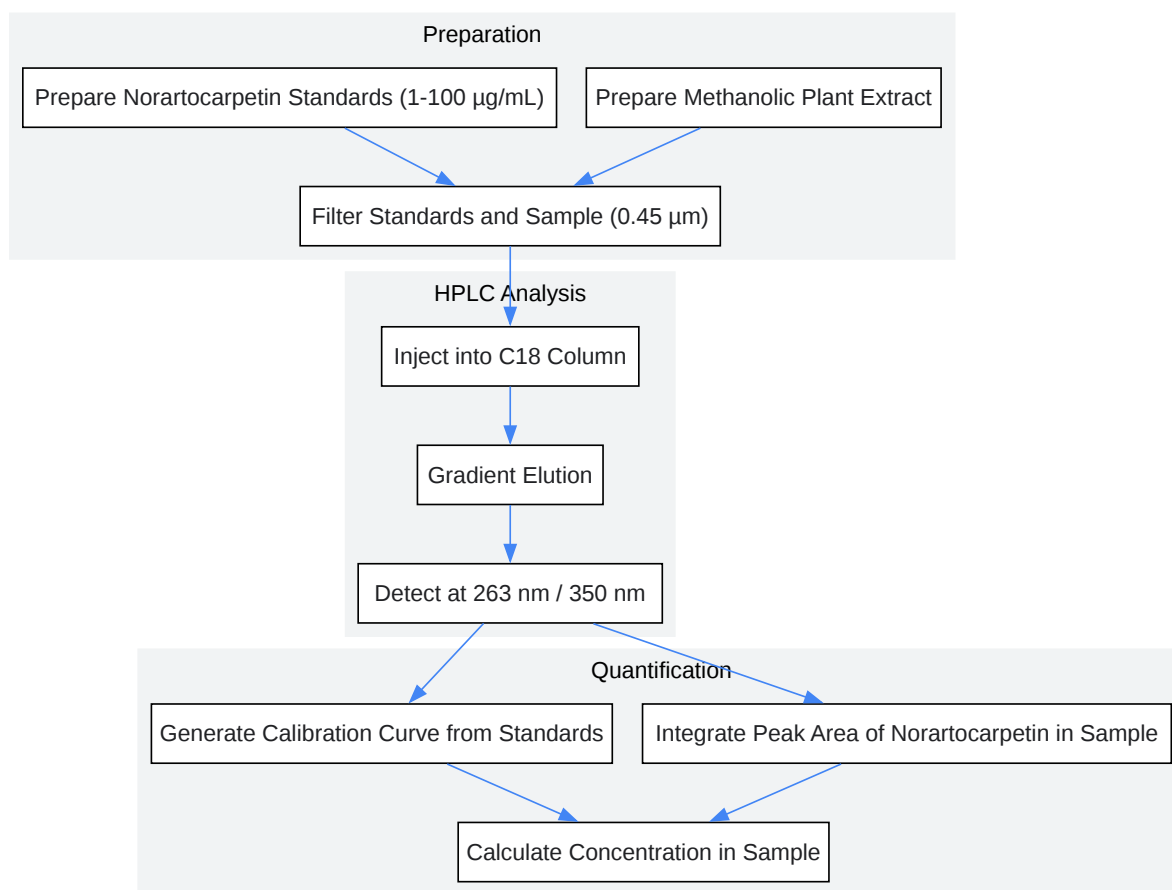 Preparation
Prepare Norartocarpetin Standards (1-100 µg/mL)
Prepare Methanolic Plant Extract
Filter Standards and Sample (0.45 µm)
HPLC Analysis
Inject into C18 Column
Gradient Elution
Detect at 263 nm / 350 nm
Quantification
Generate Calibration Curve from Standards
Integrate Peak Area of Norartocarpetin in Sample
Calculate Concentration in Sample